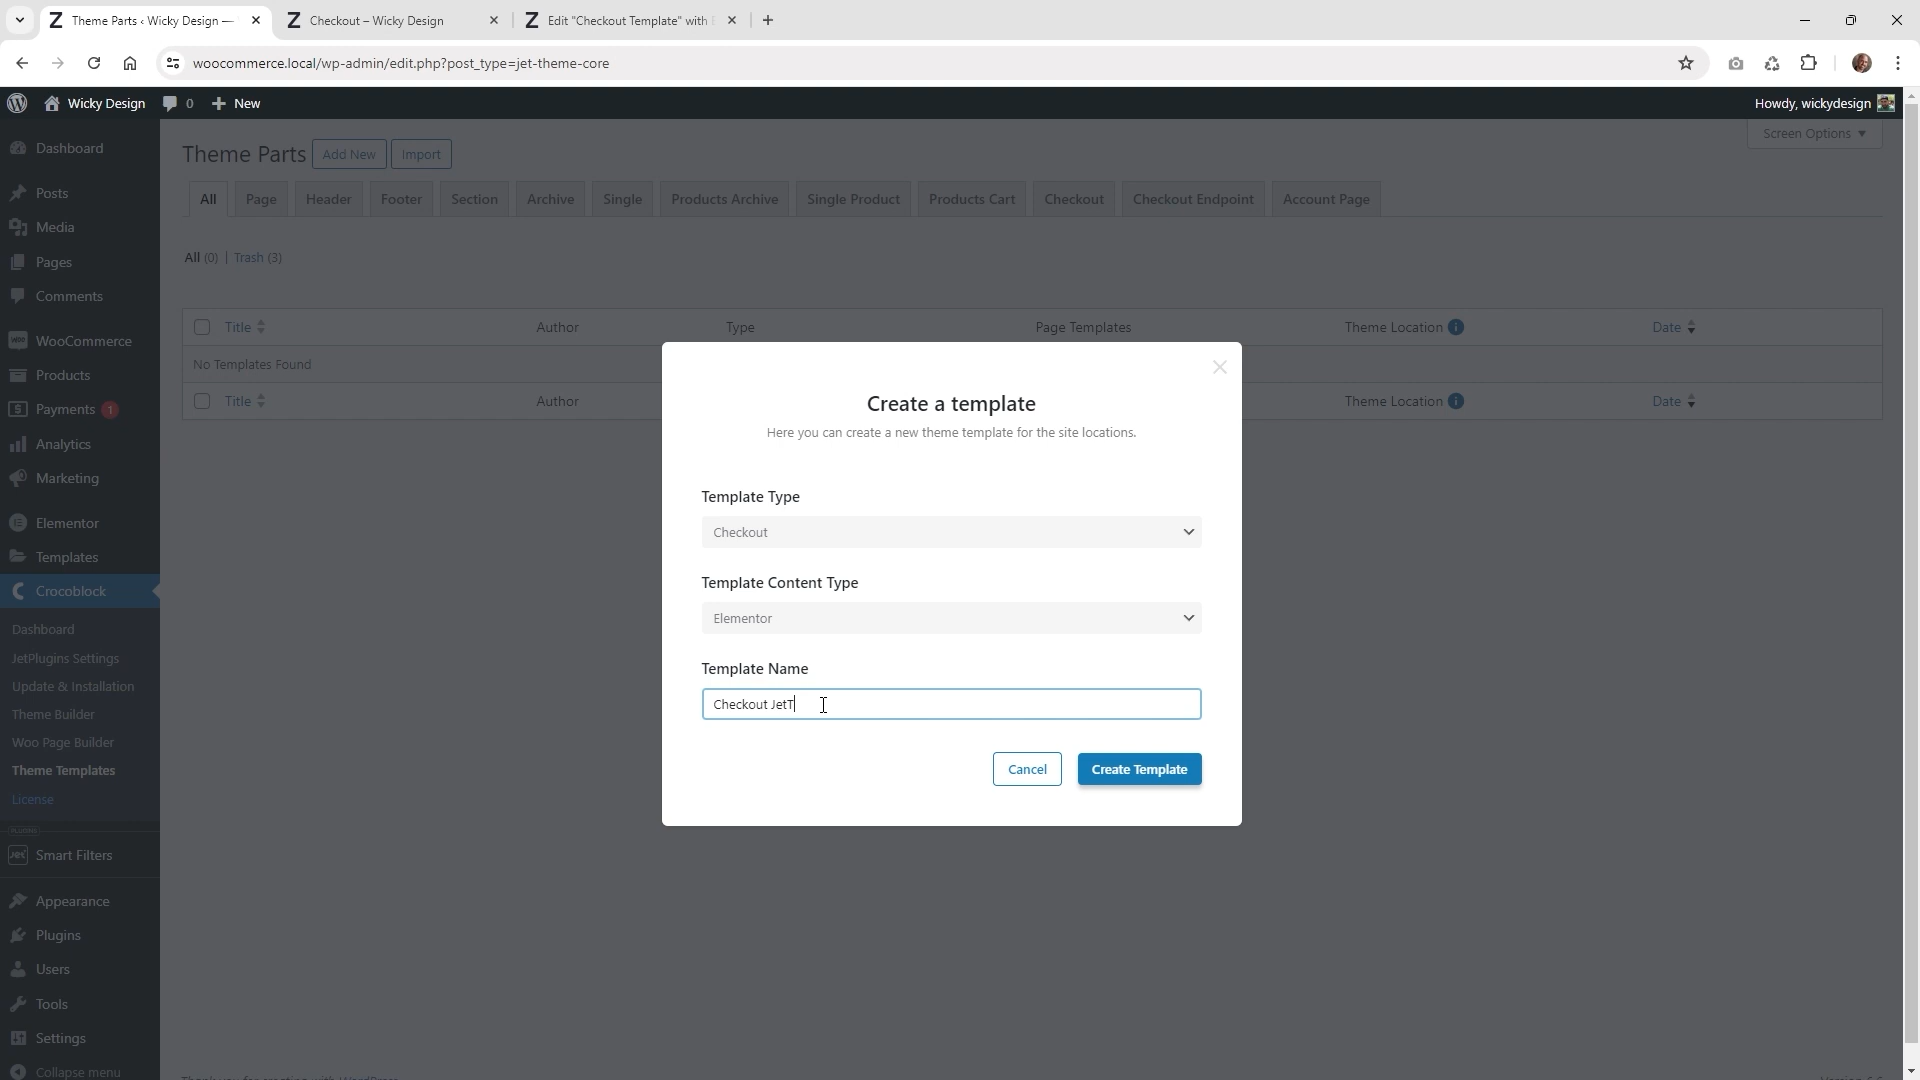 Theme Parts ‹ Wicky Design —
Checkout – Wicky Design
Edit "Checkout Template" with
woocommerce.local/wp-admin/edit.php?post_type=jet-theme-core
Wicky Design
0
New
Howdy, wickydesign
Dashboard
Posts
Media
Pages
Comments
WooCommerce
Products
Payments 1
Analytics
Marketing
Elementor
Templates
Crocoblock
Dashboard
JetPlugins Settings
Update & Installation
Theme Builder
Woo Page Builder
Theme Templates
License
PLUGINS
Smart Filters
Appearance
Plugins
Users
Tools
Settings
Collapse menu
Screen Options
Theme Parts Add New Import
All Page Header Footer Section Archive Single Products Archive Single Product Products Cart Checkout Checkout Endpoint Account Page
All (0) | Trash (3)
Title Author Type Page Templates Theme Location Date
No Templates Found
Title Author Theme Location Date
Create a template
Here you can create a new theme template for the site locations.
Template Type
Checkout
Template Content Type
Elementor
Template Name
Checkout JetT
Cancel Create Template